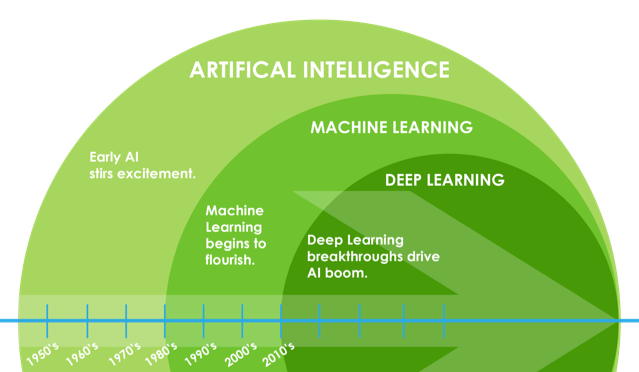 ARTIFICAL INTELLIGENCE
MACHINE LEARNING
Early AI
stirs excitement.
DEEP LEARNING
Machine
Learning
begins to
flourish.
Deep Learning
breakthroughs drive
AI boom.
1950's 1960's 1970's 1980's 1990's 2000's 2010's